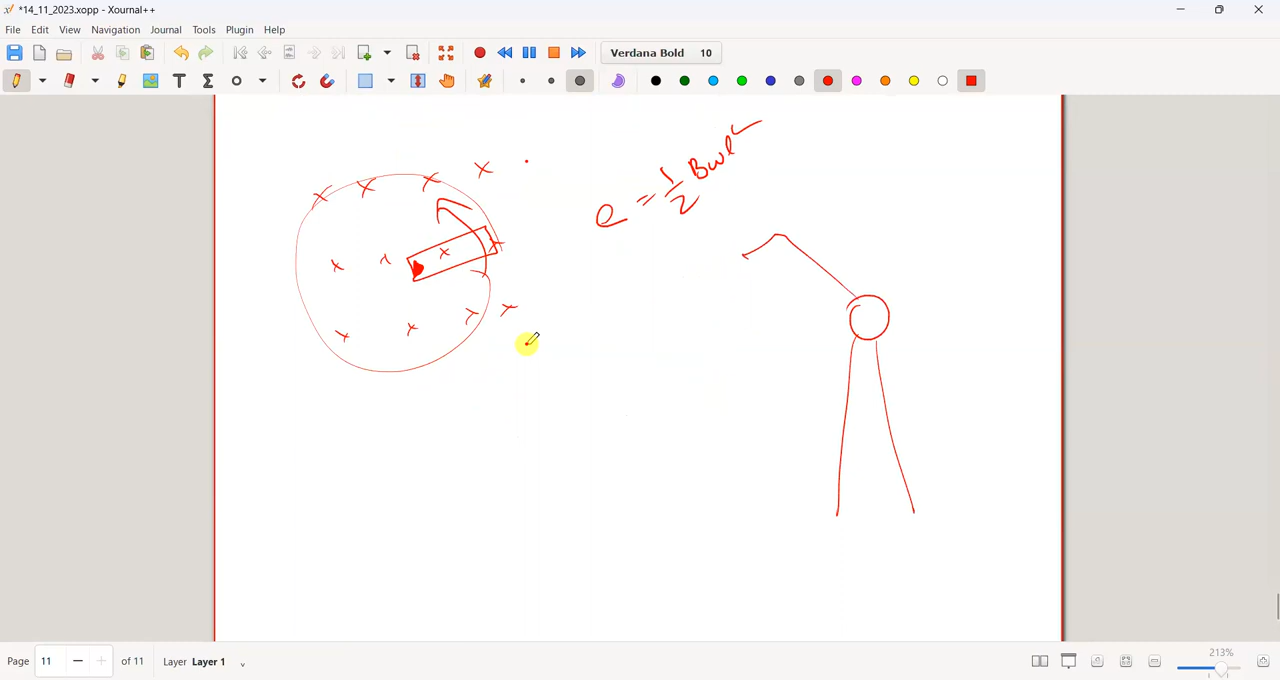 *14_11_2023.xopp - Xournal++
File Edit View Navigation Journal Tools Plugin Help
Verdana Bold 10
x x x x
e = 1/2 Bwl²
x x x x
x x x x
Page 11 of 11 Layer Layer 1
213%